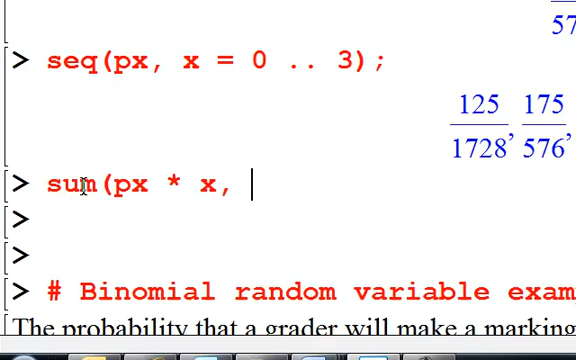 57
> seq(px, x = 0 .. 3);
125/1728, 175/576,
> sum(px * x,
>
>
> # Binomial random variable exam
The probability that a grader will make a marking